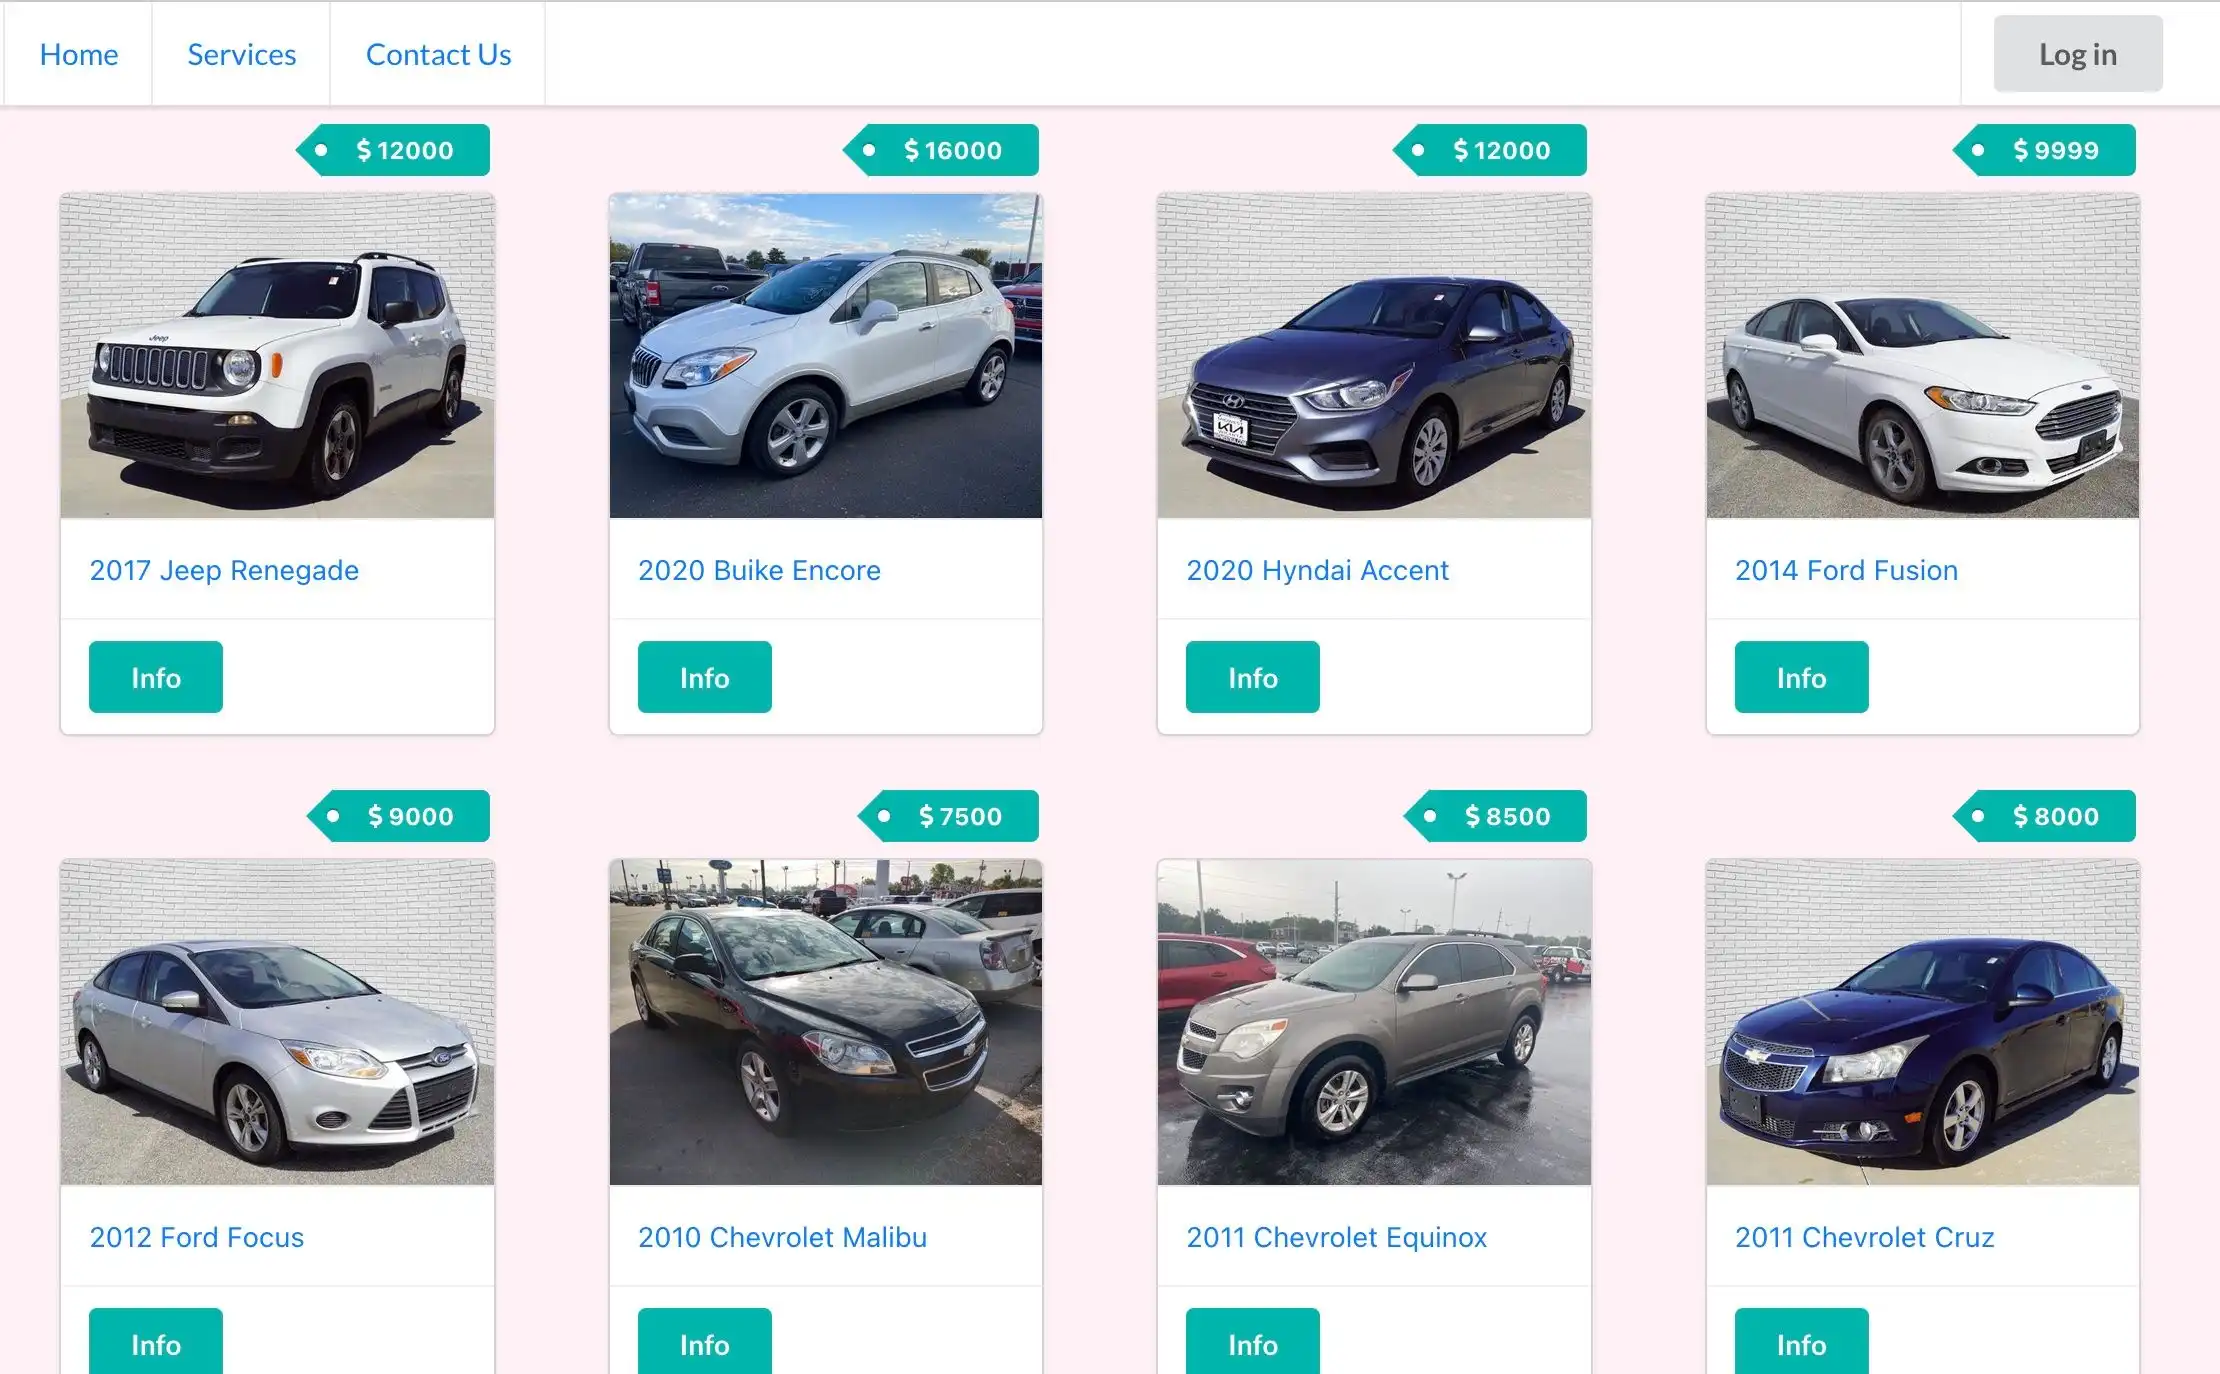 Home Services Contact Us Log in
$ 12000 $ 16000 $ 12000 $ 9999
Jeep
KIA
2017 Jeep Renegade 2020 Buike Encore 2020 Hyndai Accent 2014 Ford Fusion
Info Info Info Info
$ 9000 $ 7500 $ 8500 $ 8000
2012 Ford Focus 2010 Chevrolet Malibu 2011 Chevrolet Equinox 2011 Chevrolet Cruz
Info Info Info Info